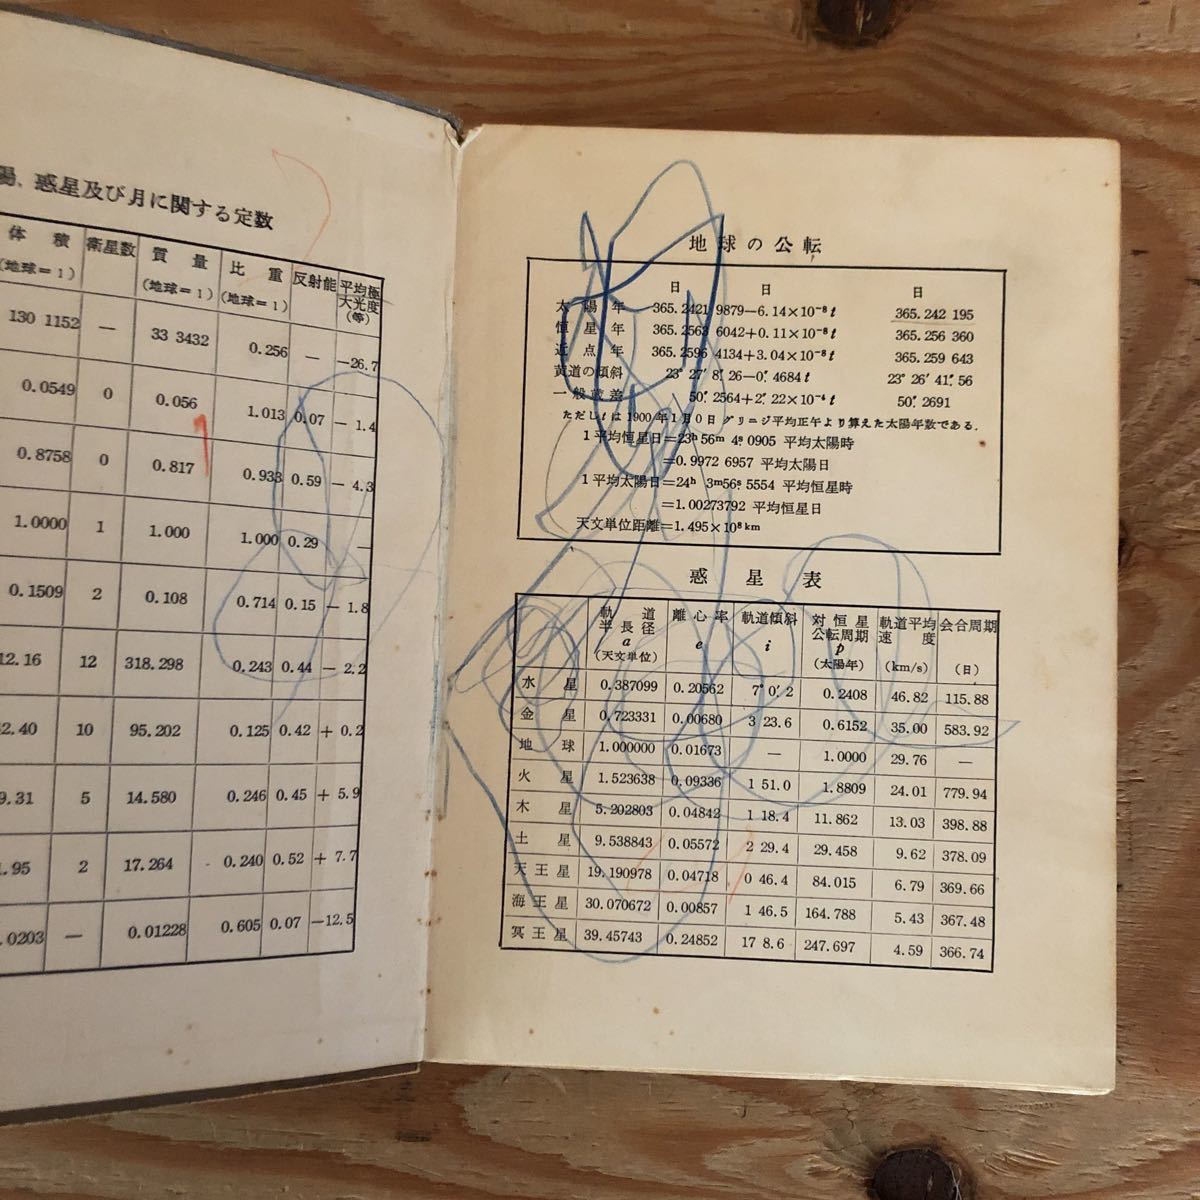 陽、惑星及び月に関する定数
体積 衛星数 質量 比重 反射能 平均極
(地球=1) (地球=1) (地球=1) 大光度
(等)
130 1152 — 33 3432 0.256 — −26.7
0.0549 0 0.056 1.013 0.07 − 1.4
0.8758 0 0.817 0.933 0.59 − 4.3
1.0000 1 1.000 1.000 0.29 —
0.1509 2 0.108 0.714 0.15 − 1.8
12.16 12 318.298 0.243 0.44 − 2.2
2.40 10 95.202 0.125 0.42 + 0.2
9.31 5 14.580 0.246 0.45 + 5.9
.95 2 17.264 0.240 0.52 + 7.7
.0203 — 0.01228 0.605 0.07 −12.5
地球の公転
日 日 日
太陽年 365.2421 9879−6.14×10⁻⁸t 365.242 195
恒星年 365.2563 6042+0.11×10⁻⁸t 365.256 360
近点年 365.2596 4134+3.04×10⁻⁸t 365.259 643
黄道の傾斜 23° 27′ 8″.26−0″.4684t 23° 26′ 41″.56
一般歳差 50″.2564+2″.22×10⁻⁴t 50″.2691
ただしtは1900年1月0日グリニジ平均正午より算えた太陽年数である.
1平均恒星日=23ʰ56ᵐ 4ˢ.0905 平均太陽時
=0.9972 6957 平均太陽日
1平均太陽日=24ʰ 3ᵐ56ˢ.5554 平均恒星時
=1.00273792 平均恒星日
天文単位距離=1.495×10⁸km
惑星表
軌道 離心率 軌道傾斜 対恒星 軌道平均 会合周期
半長径 公転周期 速度
a e i p
(天文単位) (太陽年) (km/s) (日)
水星 0.387099 0.20562 7° 0′.2 0.2408 46.82 115.88
金星 0.723331 0.00680 3 23.6 0.6152 35.00 583.92
地球 1.000000 0.01673 — 1.0000 29.76 —
火星 1.523638 0.09336 1 51.0 1.8809 24.01 779.94
木星 5.202803 0.04842 1 18.4 11.862 13.03 398.88
土星 9.538843 0.05572 2 29.4 29.458 9.62 378.09
天王星 19.190978 0.04718 0 46.4 84.015 6.79 369.66
海王星 30.070672 0.00857 1 46.5 164.788 5.43 367.48
冥王星 39.45743 0.24852 17 8.6 247.697 4.59 366.74